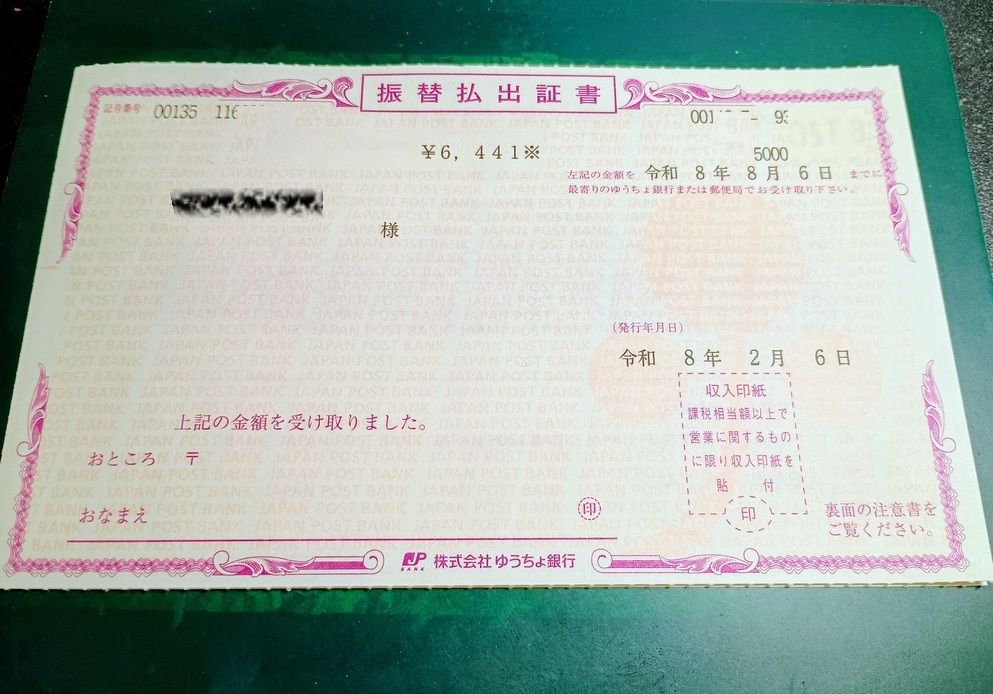 振替払出証書
記号番号 00135 116
001
￥6,441※
5000
左記の金額を 令和 8年 8月 6日 までに
最寄りのゆうちょ銀行または郵便局でお受け取り下さい。
様
(発行年月日)
令和 8年 2月 6日
収入印紙
課税相当額以上で
営業に関するもの
に限り収入印紙を
貼付
印
上記の金額を受け取りました。
おところ 〒
おなまえ
印
裏面の注意書を
ご覧ください。
JP BANK 株式会社ゆうちょ銀行
JAPAN POST BANK